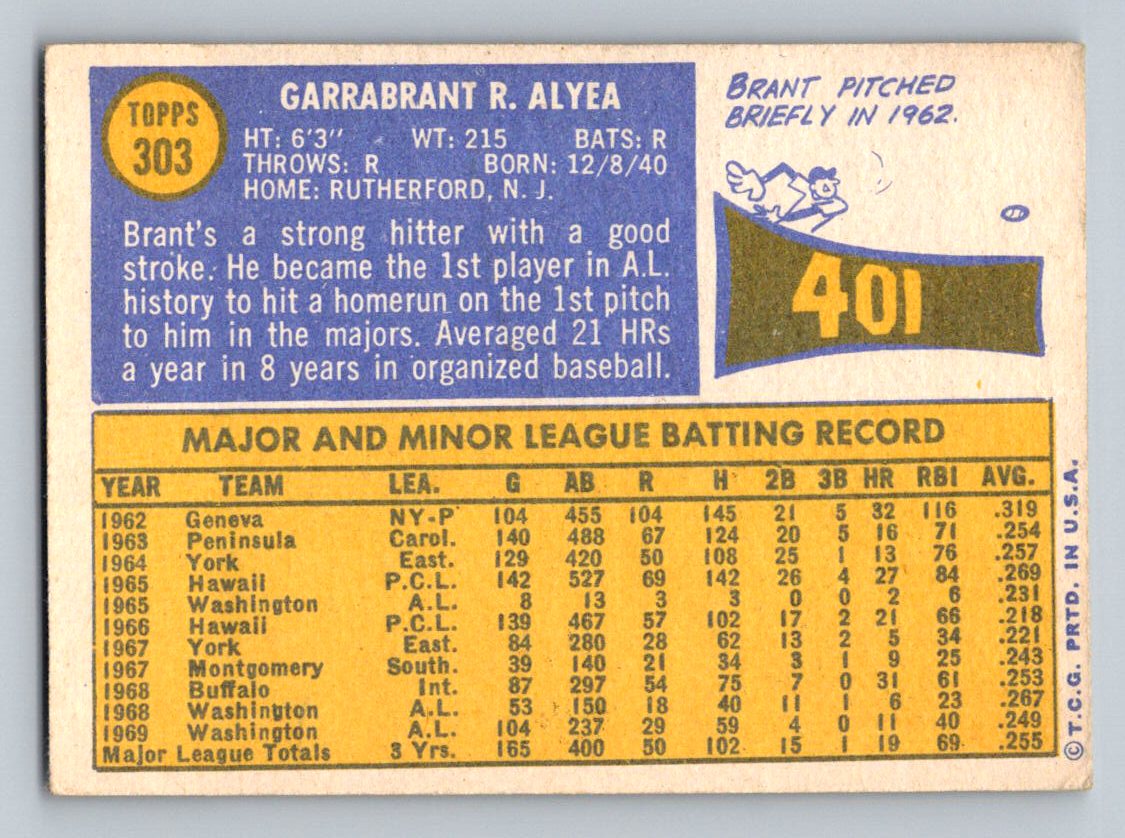 TOPPS
303
GARRABRANT R. ALYEA
HT: 6'3" WT: 215 BATS: R
THROWS: R BORN: 12/8/40
HOME: RUTHERFORD, N. J.
Brant's a strong hitter with a good
stroke. He became the 1st player in A.L.
history to hit a homerun on the 1st pitch
to him in the majors. Averaged 21 HRs
a year in 8 years in organized baseball.
BRANT PITCHED
BRIEFLY IN 1962.
401
MAJOR AND MINOR LEAGUE BATTING RECORD
YEAR TEAM LEA. G AB R H 2B 3B HR RBI AVG.
1962 Geneva NY-P 104 455 104 145 21 5 32 116 .319
1963 Peninsula Carol. 140 488 67 124 20 5 16 71 .254
1964 York East. 129 420 50 108 25 1 13 76 .257
1965 Hawaii P.C.L. 142 527 69 142 26 4 27 84 .269
1965 Washington A.L. 8 13 3 3 0 0 2 6 .231
1966 Hawaii P.C.L. 139 467 57 102 17 2 21 66 .218
1967 York East. 84 280 28 62 13 2 5 34 .221
1967 Montgomery South. 39 140 21 34 3 1 9 25 .243
1968 Buffalo Int. 87 297 54 75 7 0 31 61 .253
1968 Washington A.L. 53 150 18 40 11 1 6 23 .267
1969 Washington A.L. 104 237 29 59 4 0 11 40 .249
Major League Totals 3 Yrs. 165 400 50 102 15 1 19 69 .255
© T.C.G. PRTD. IN U.S.A.